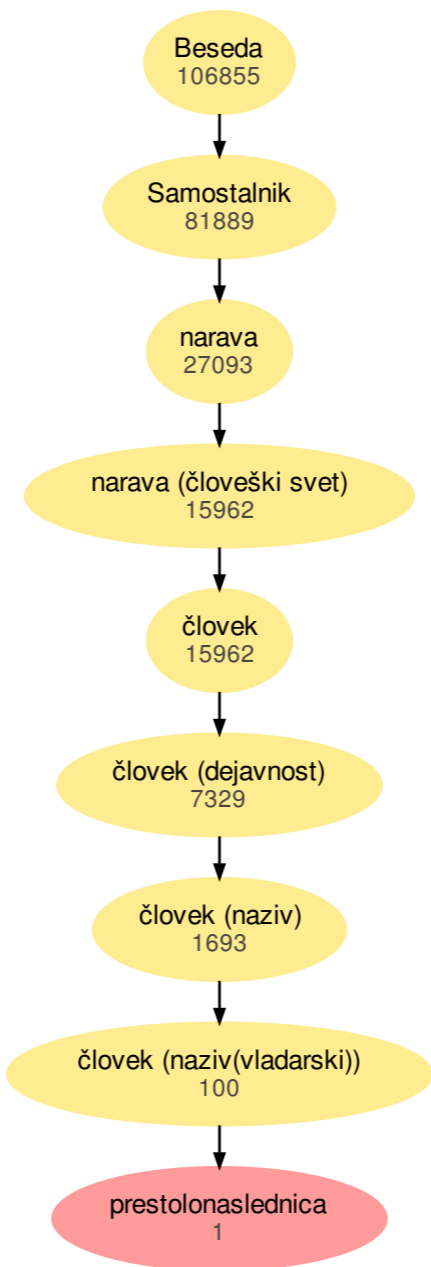 Beseda
106855
Samostalnik
81889
narava
27093
narava (človeški svet)
15962
človek
15962
človek (dejavnost)
7329
človek (naziv)
1693
človek (naziv(vladarski))
100
prestolonaslednica
1